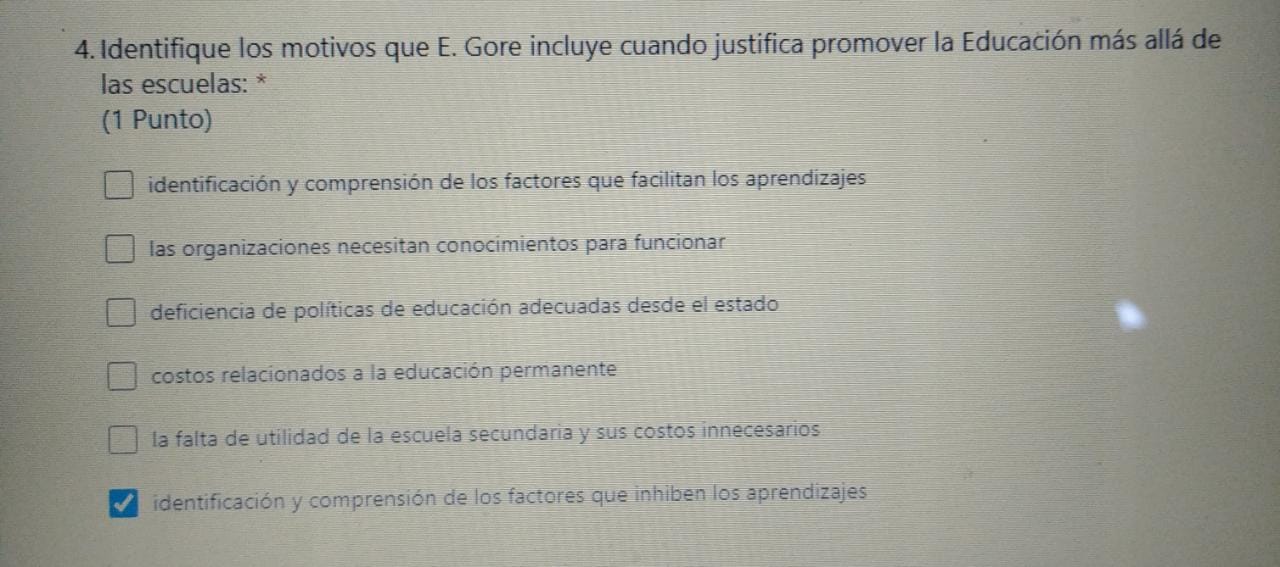 4. Identifique los motivos que E. Gore incluye cuando justifica promover la Educación más allá de
las escuelas: *
(1 Punto)
identificación y comprensión de los factores que facilitan los aprendizajes
las organizaciones necesitan conocimientos para funcionar
deficiencia de políticas de educación adecuadas desde el estado
costos relacionados a la educación permanente
la falta de utilidad de la escuela secundaria y sus costos innecesarios
identificación y comprensión de los factores que inhiben los aprendizajes